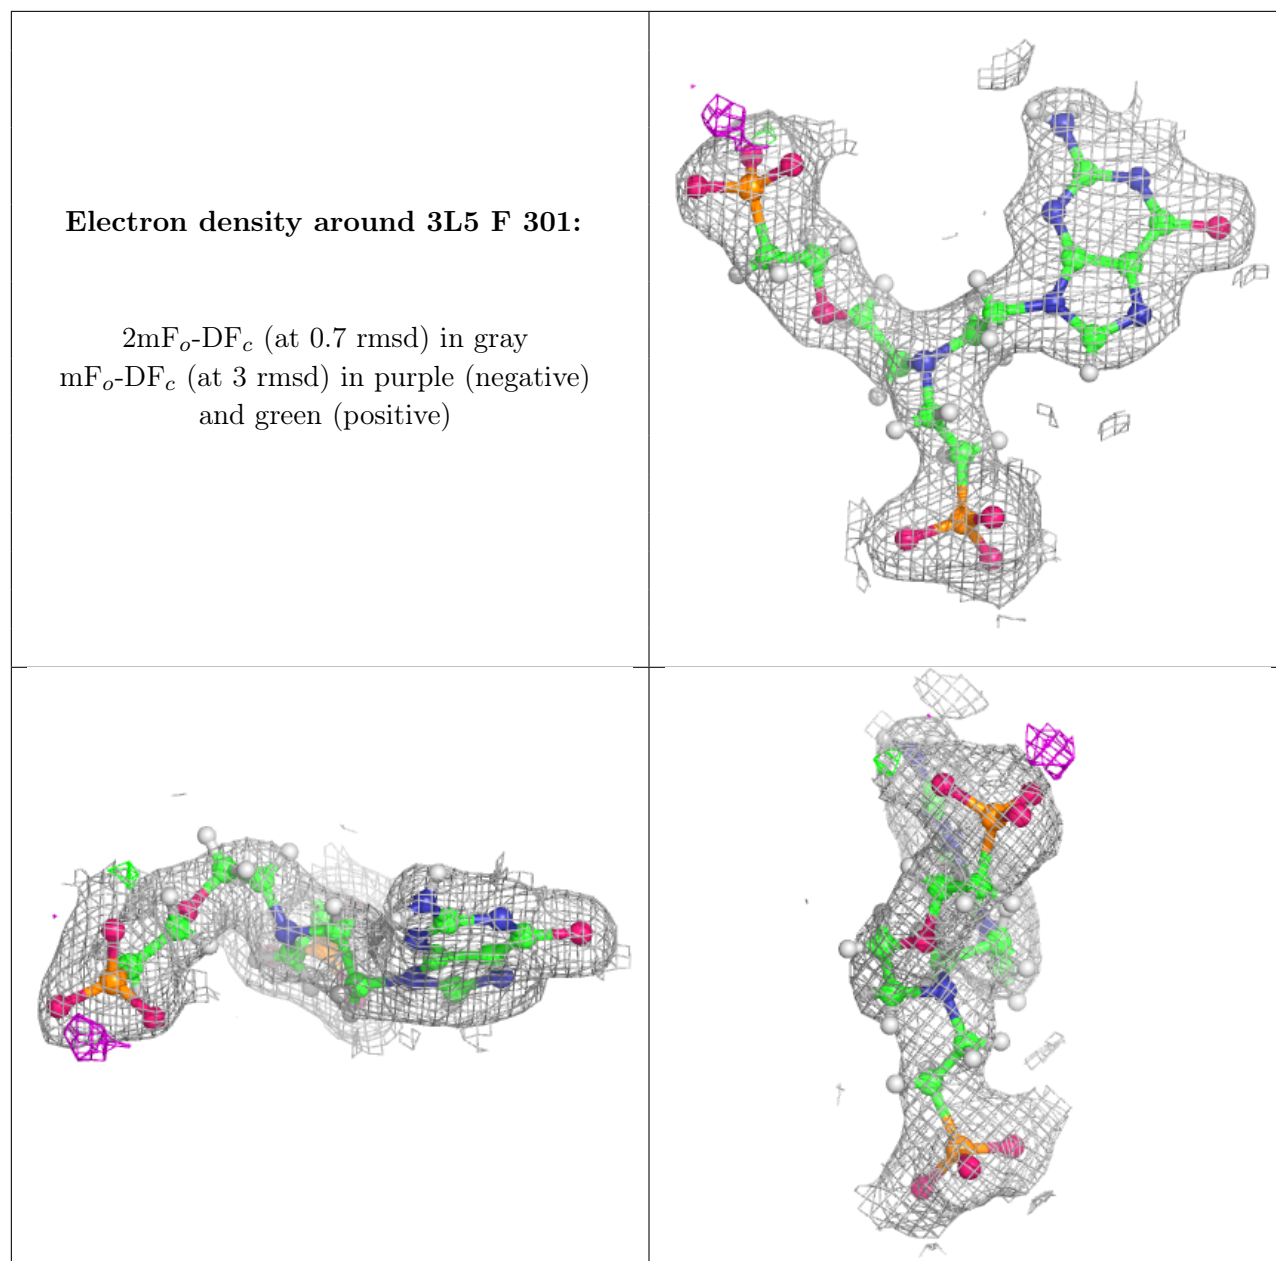 Electron density around 3L5 F 301:
2mFo-DFc (at 0.7 rmsd) in gray
mFo-DFc (at 3 rmsd) in purple (negative)
and green (positive)